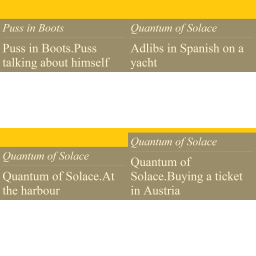 Puss in Boots
Puss in Boots.Puss
talking about himself
Quantum of Solace
Adlibs in Spanish on a
yacht
Quantum of Solace
Quantum of Solace.At
the harbour
Quantum of Solace
Quantum of
Solace.Buying a ticket
in Austria